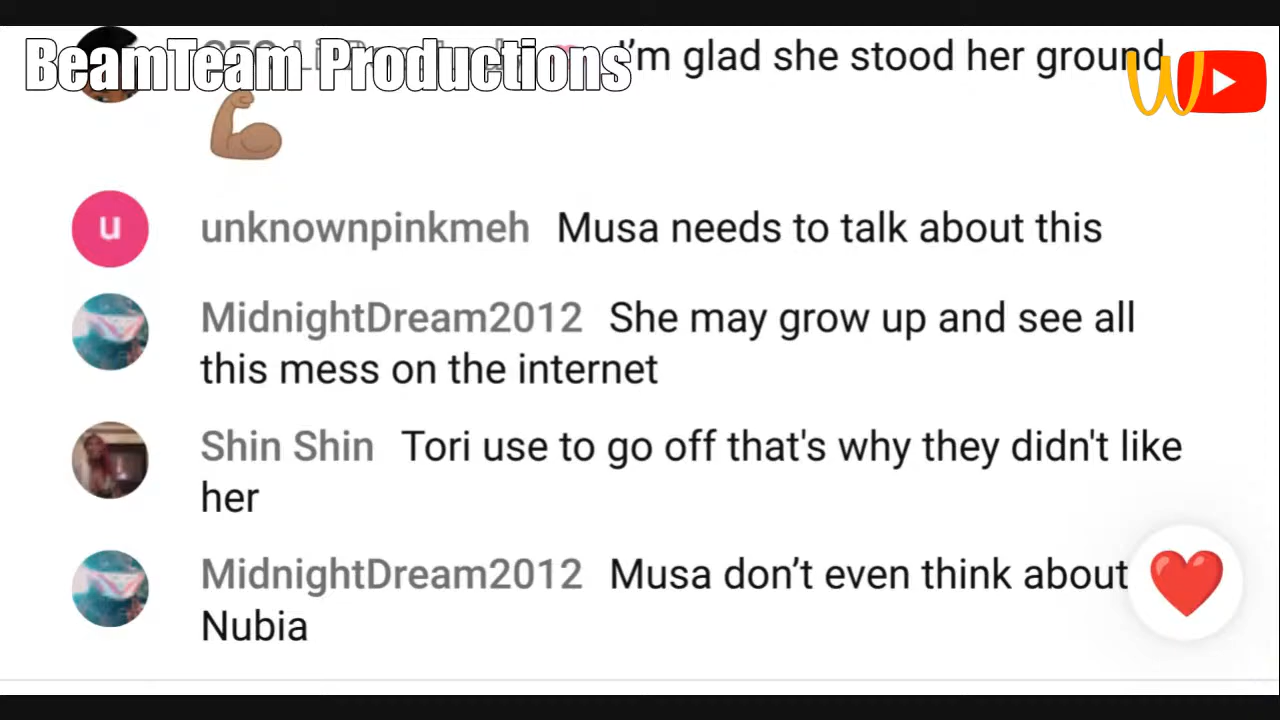 BeamTeam Productions
I'm glad she stood her ground
u
unknownpinkmeh Musa needs to talk about this
MidnightDream2012 She may grow up and see all
this mess on the internet
Shin Shin Tori use to go off that's why they didn't like
her
MidnightDream2012 Musa don't even think about
Nubia